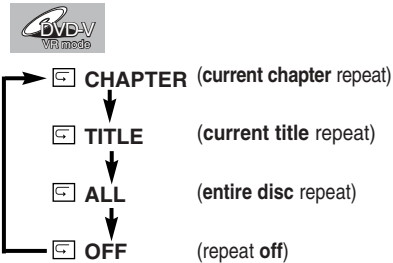 DVD-V
VR mode
CHAPTER (current chapter repeat)
TITLE (current title repeat)
ALL (entire disc repeat)
OFF (repeat off)